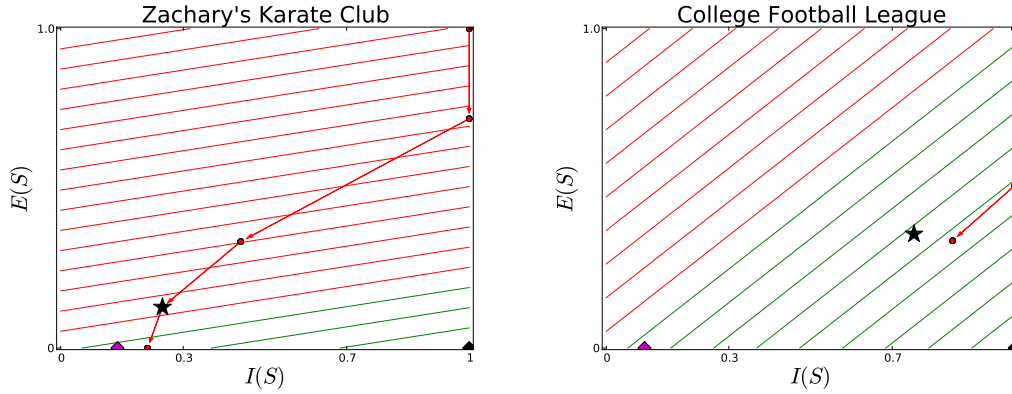 Zachary's Karate Club
1.0
E(S)
0
0
0.3
0.7
1
I(S)
College Football League
1.0
E(S)
0
0
0.3
0.7
I(S)